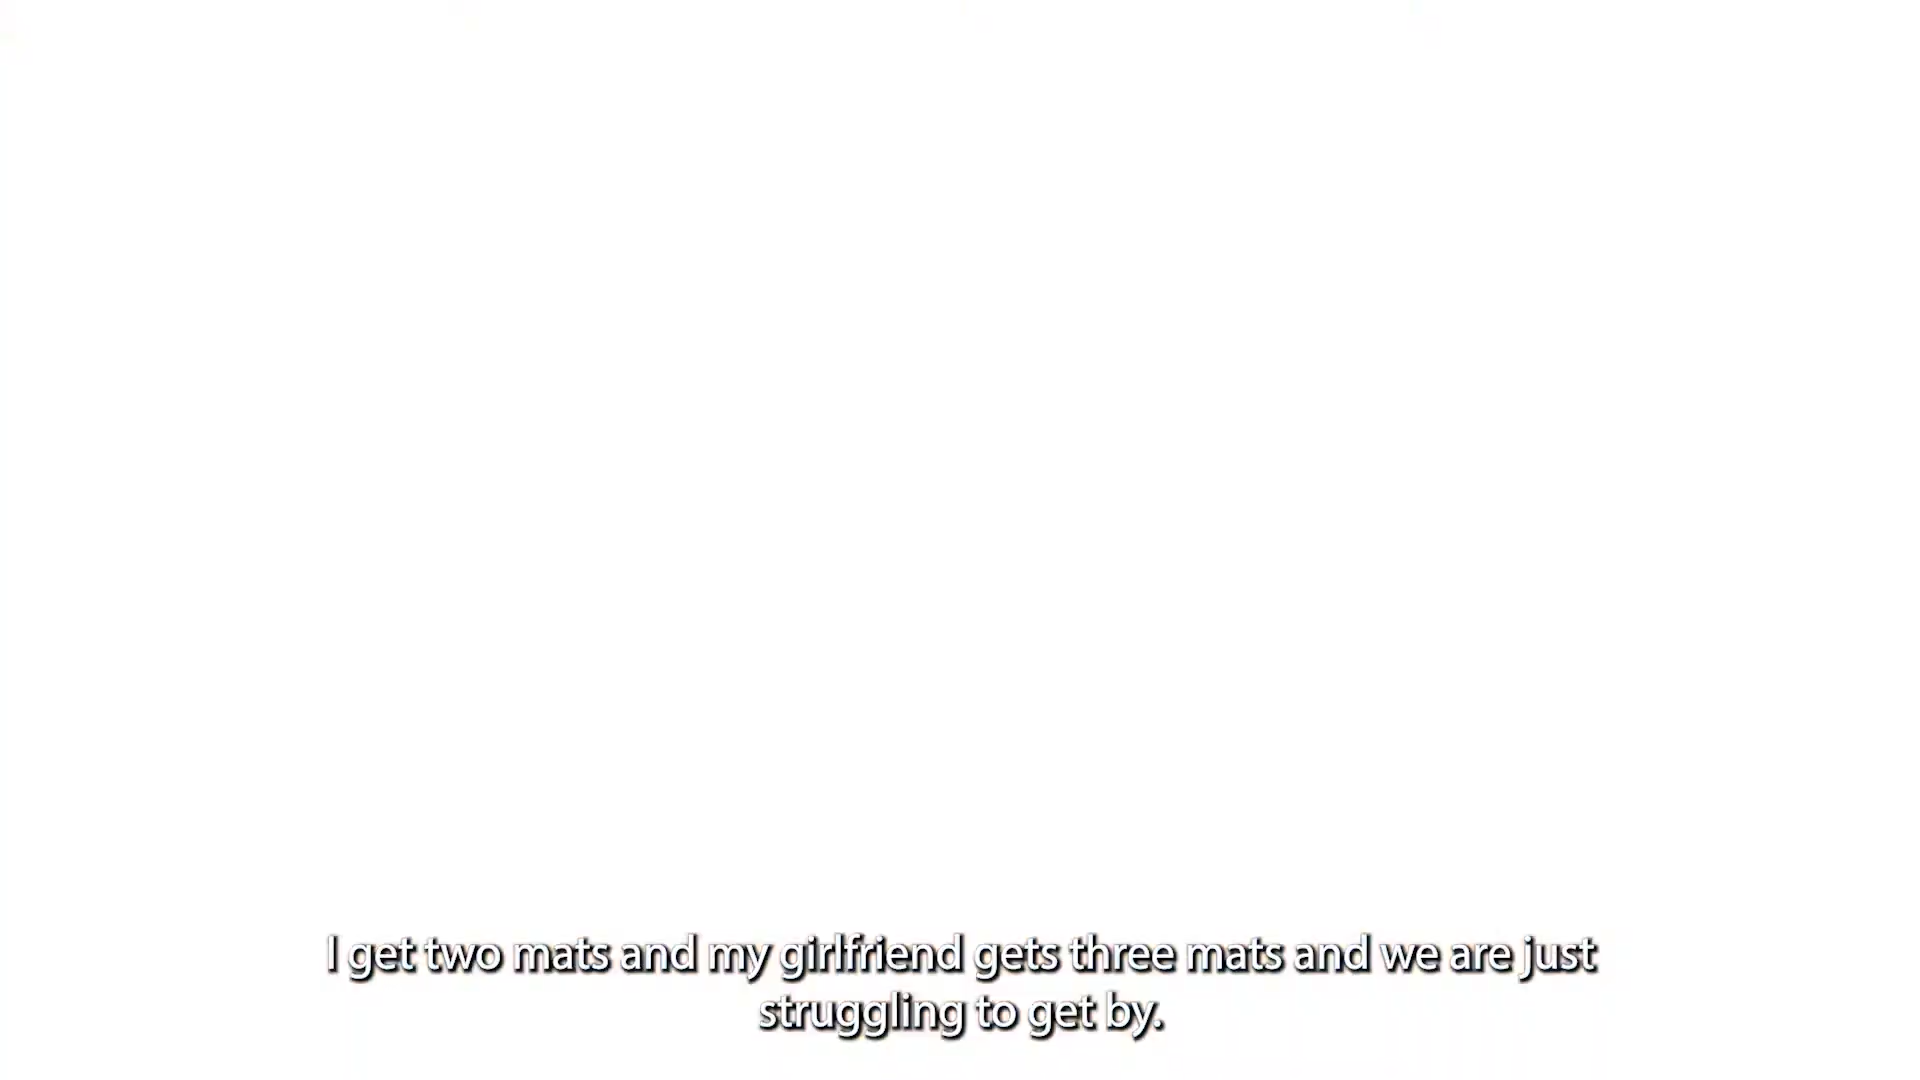 I get two mats and my girlfriend gets three mats and we are just
struggling to get by.